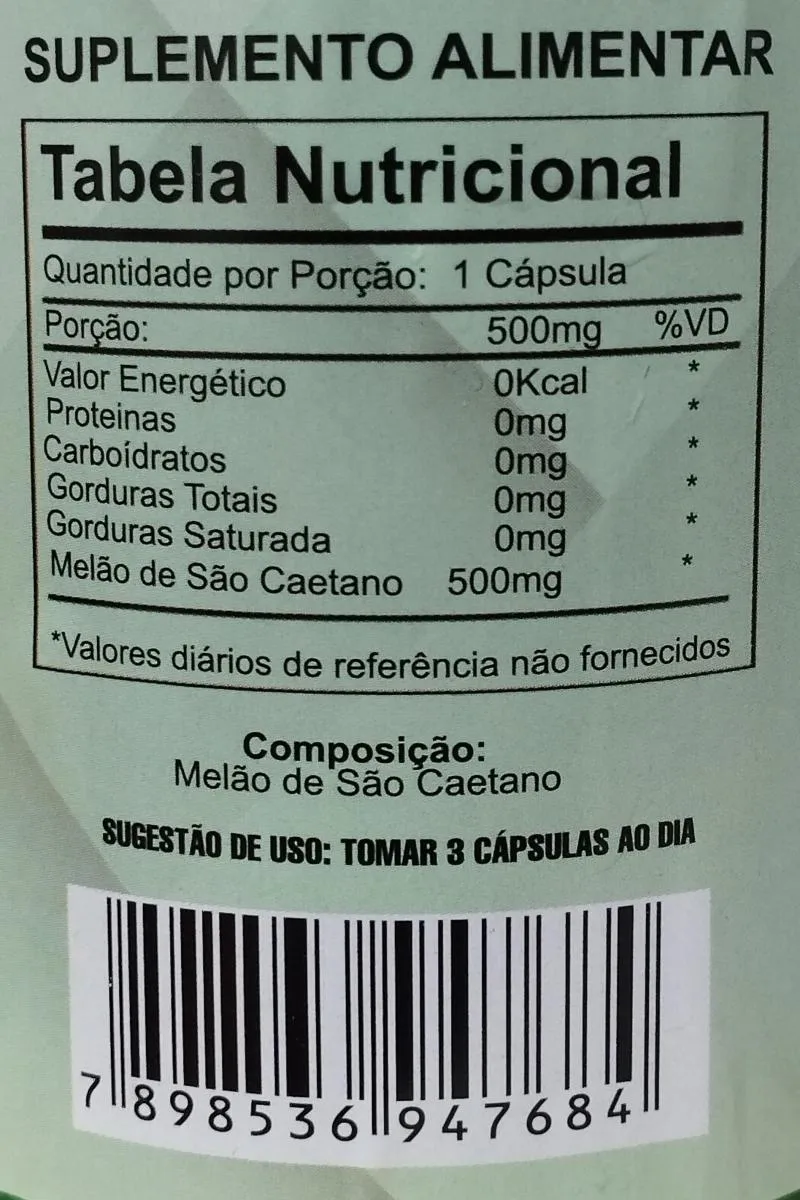 SUPLEMENTO ALIMENTAR
Tabela Nutricional
Quantidade por Porção: 1 Cápsula
Porção: 500mg %VD
Valor Energético 0Kcal *
Proteinas 0mg *
Carboídratos 0mg *
Gorduras Totais 0mg *
Gorduras Saturada 0mg *
Melão de São Caetano 500mg *
*Valores diários de referência não fornecidos
Composição:
Melão de São Caetano
SUGESTÃO DE USO: TOMAR 3 CÁPSULAS AO DIA
7 898536 947684